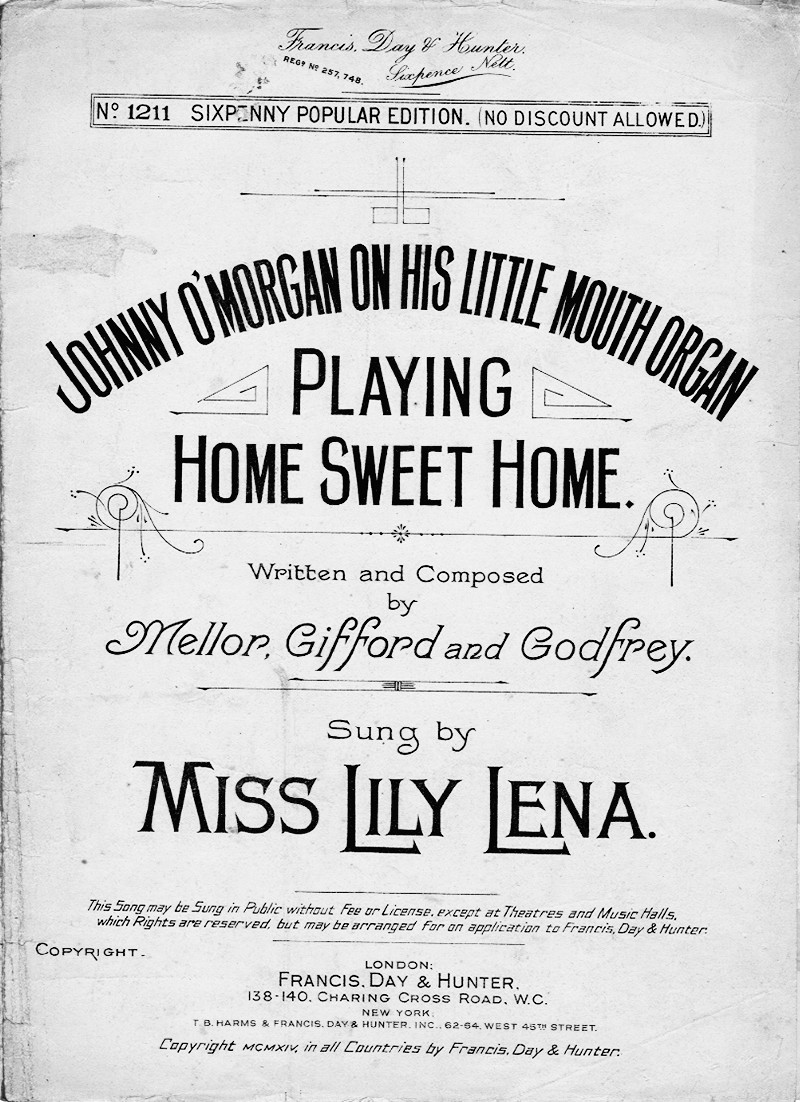 Francis, Day & Hunter.
REGD. No 257,748.
Sixpence Nett.
No. 1211 SIXPENNY POPULAR EDITION. (NO DISCOUNT ALLOWED.)
JOHNNY O'MORGAN ON HIS LITTLE MOUTH ORGAN
PLAYING
HOME SWEET HOME.
Written and Composed
by
Mellor, Gifford and Godfrey.
Sung by
MISS LILY LENA.
This Song may be Sung in Public without Fee or License, except at Theatres and Music Halls,
which Rights are reserved, but may be arranged for on application to Francis, Day & Hunter.
COPYRIGHT.
LONDON:
FRANCIS, DAY & HUNTER,
138-140, CHARING CROSS ROAD, W.C.
NEW YORK:
T. B. HARMS & FRANCIS, DAY & HUNTER, INC., 62-64, WEST 45TH STREET.
Copyright MCMXIV, in all Countries by Francis, Day & Hunter.